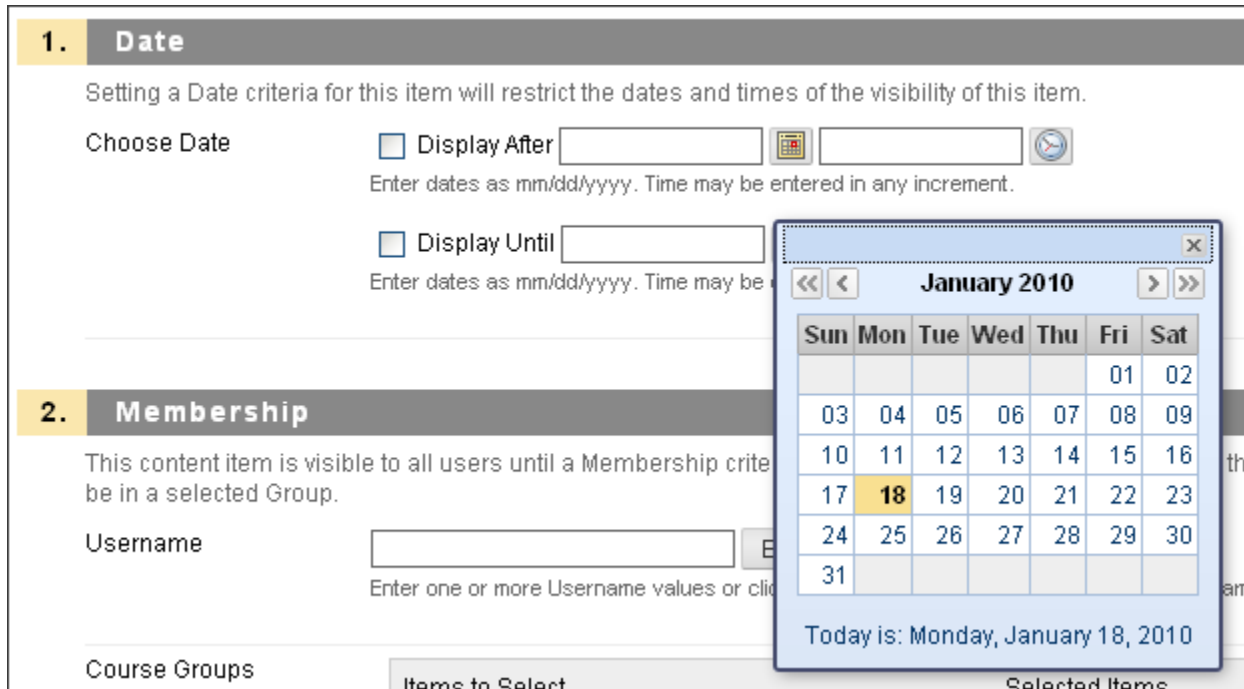 1. Date
Setting a Date criteria for this item will restrict the dates and times of the visibility of this item.
Choose Date
Display After
Enter dates as mm/dd/yyyy. Time may be entered in any increment.
Display Until
Enter dates as mm/dd/yyyy. Time may be
January 2010
Sun Mon Tue Wed Thu Fri Sat
01 02
03 04 05 06 07 08 09
10 11 12 13 14 15 16
17 18 19 20 21 22 23
24 25 26 27 28 29 30
31
Today is: Monday, January 18, 2010
2. Membership
This content item is visible to all users until a Membership
be in a selected Group.
Username
Enter one or more Username values or
Course Groups
Items to Select
Selected Items